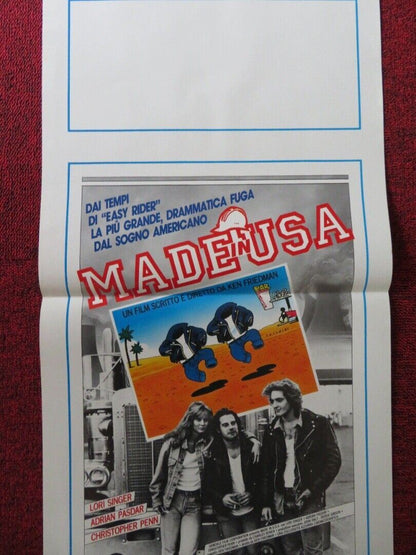 DAI TEMPI
DI "EASY RIDER"
LA PIÙ GRANDE, DRAMMATICA FUGA
DAL SOGNO AMERICANO
MADE IN USA
UN FILM SCRITTO E DIRETTO DA KEN FRIEDMAN
LORI SINGER
ADRIAN PASDAR
CHRISTOPHER PENN